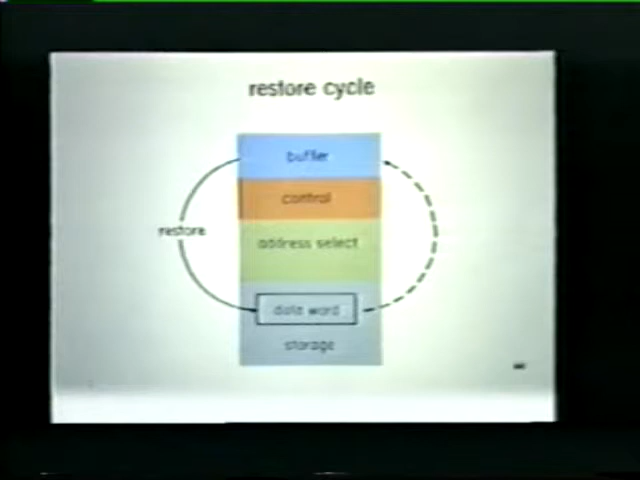 restore cycle
buffer
control
restore
address select
data word
storage